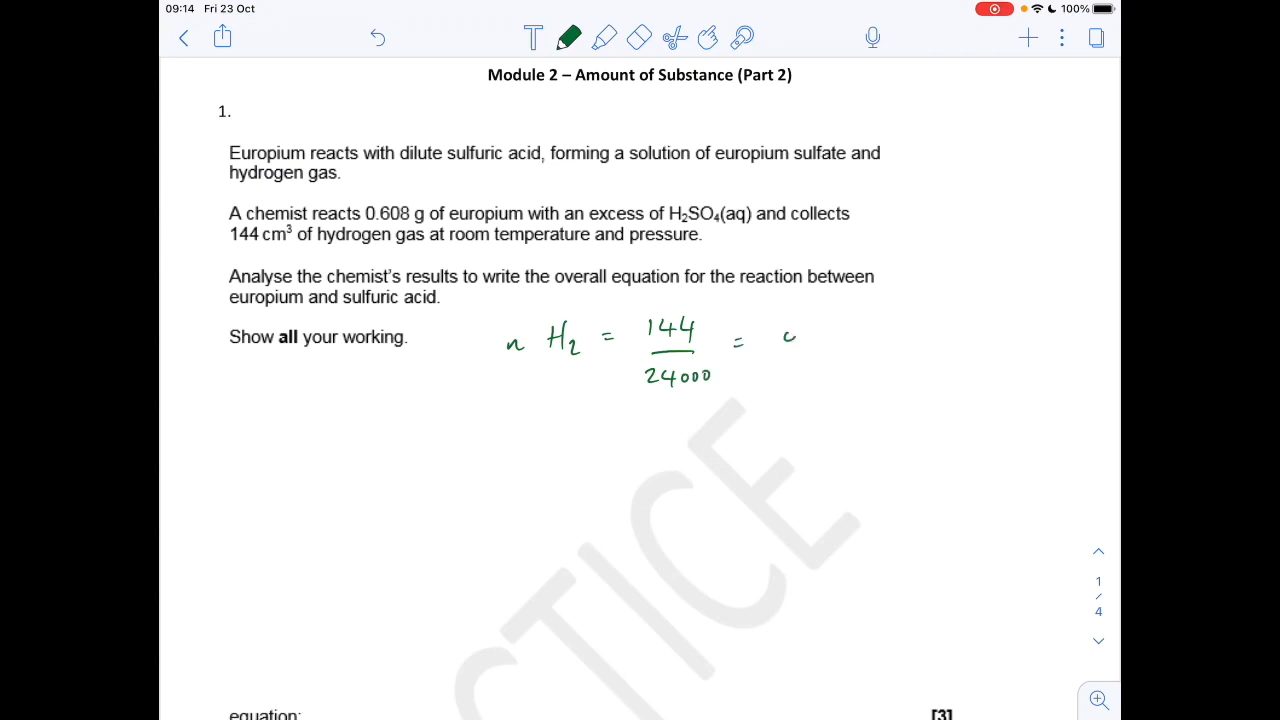 09:14 Fri 23 Oct 100%
Module 2 – Amount of Substance (Part 2)
1.
Europium reacts with dilute sulfuric acid, forming a solution of europium sulfate and
hydrogen gas.
A chemist reacts 0.608 g of europium with an excess of H₂SO₄(aq) and collects
144 cm³ of hydrogen gas at room temperature and pressure.
Analyse the chemist's results to write the overall equation for the reaction between
europium and sulfuric acid.
Show all your working.
n H₂ = 144 =
24000
CTICE
1
/
4
equation:
[3]